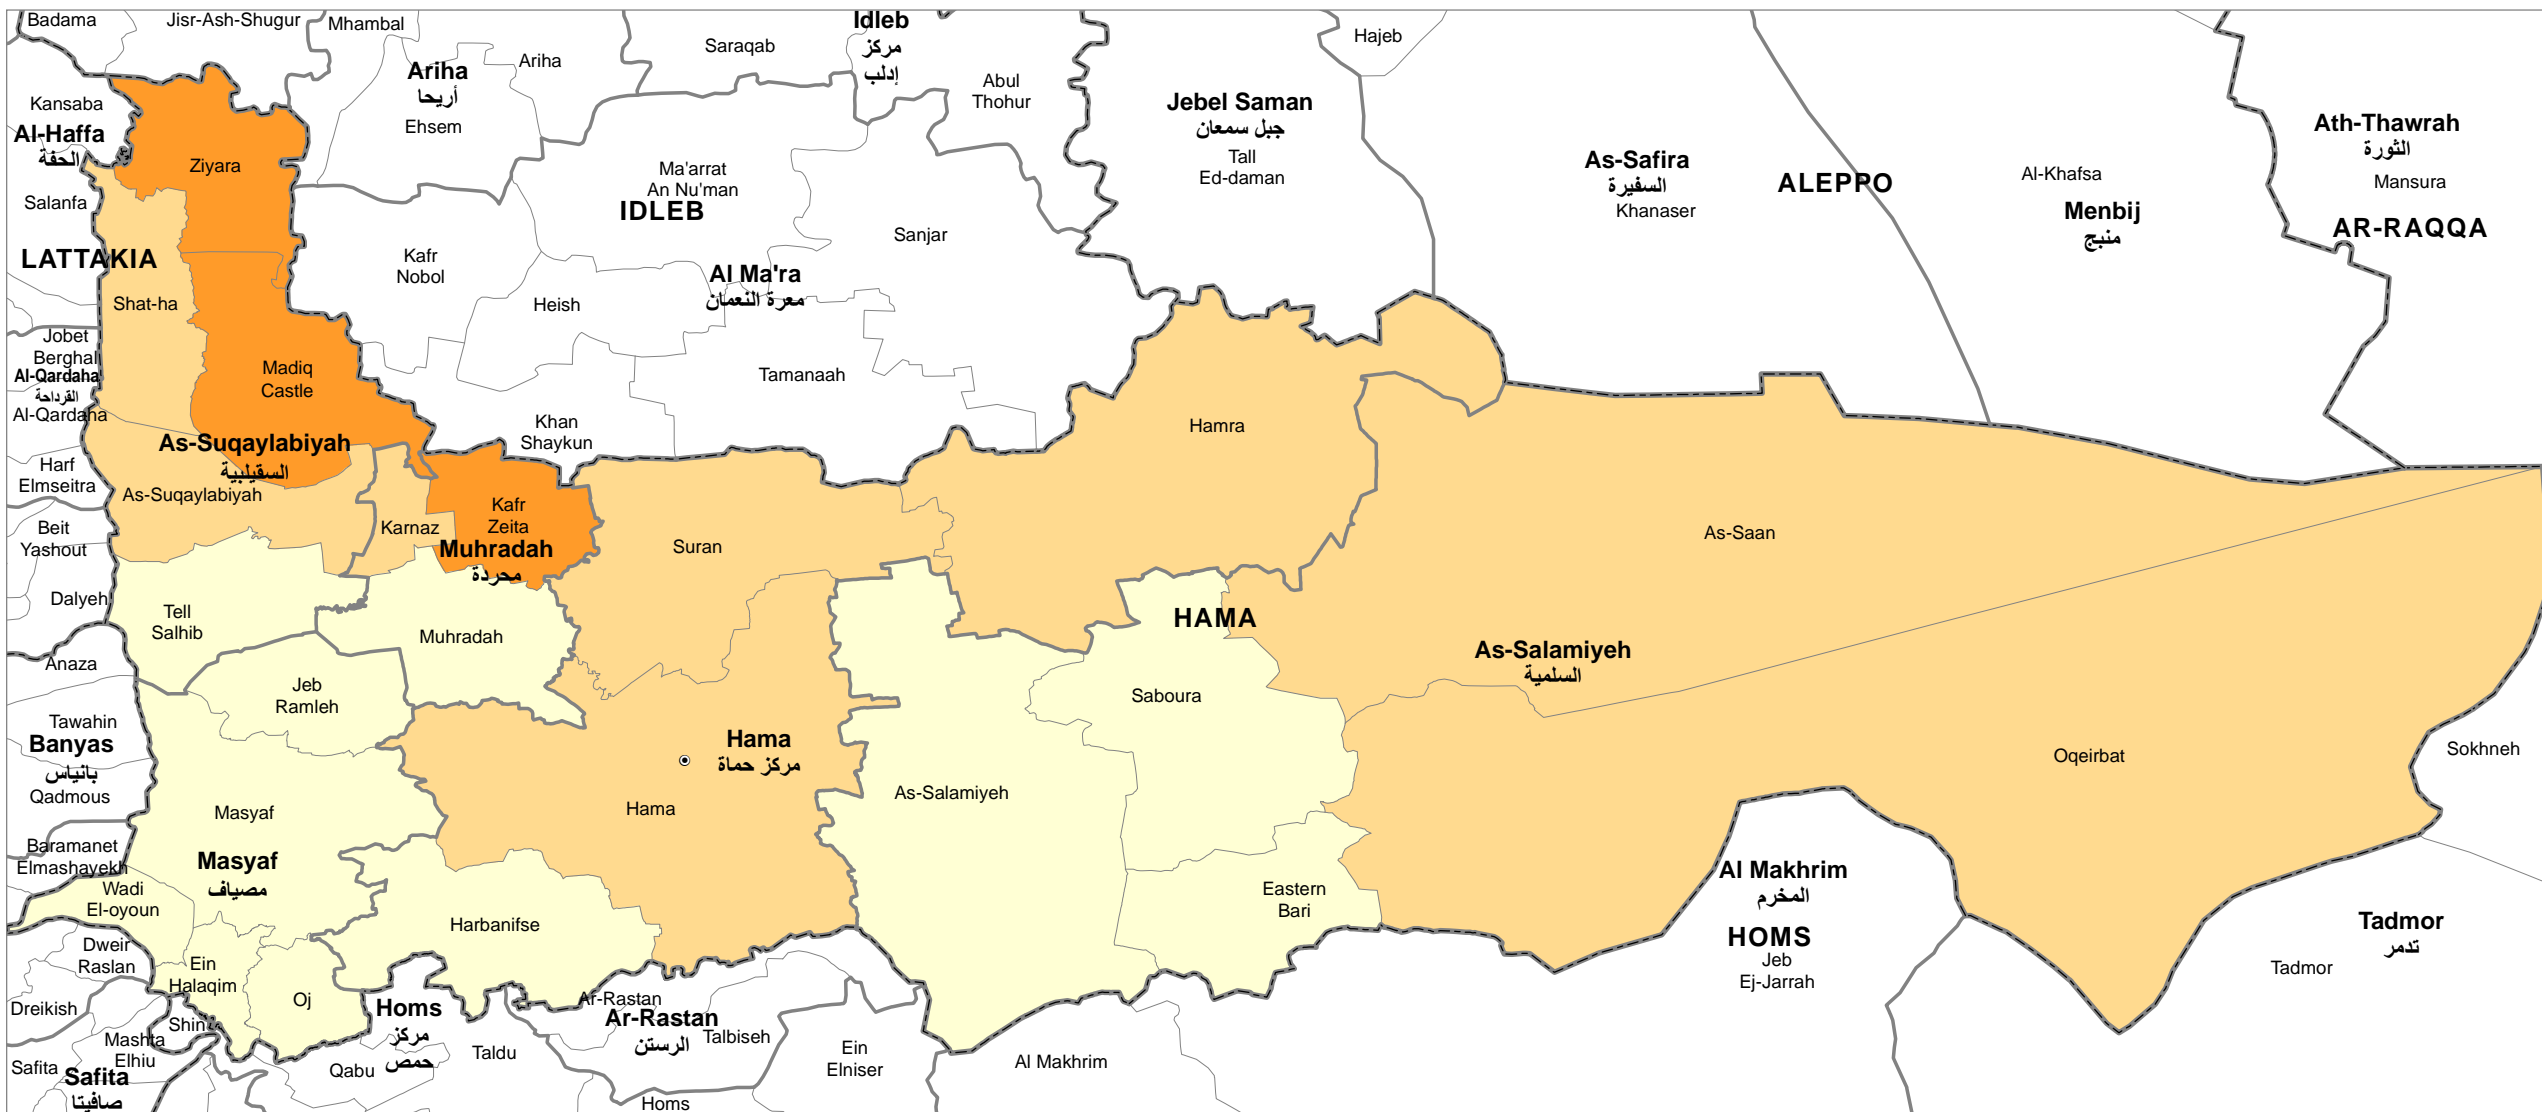 Badama
Jisr-Ash-Shugur
Mhambal
Ariha
أريحا
Ariha
Ehsem
Saraqab
Idleb
مركز
إدلب
Abul
Thohur
Hajeb
Jebel Saman
جبل سمعان
Tall
Ed-daman
As-Safira
السفيرة
Khanaser
ALEPPO
Al-Khafsa
Menbij
منبج
Ath-Thawrah
الثورة
Mansura
AR-RAQQA
Kansaba
Al-Haffa
الحفة
Salanfa
LATTAKIA
Ziyara
Shat-ha
Ma'arrat
An Nu'man
IDLEB
Sanjar
Kafr
Nobol
Heish
Al Ma'ra
معرة النعمان
Tamanaah
Khan
Shaykun
Jobet
Berghal
Al-Qardaha
القرداحة
Al-Qardaha
Madiq
Castle
As-Suqaylabiyah
السقيلبية
As-Suqaylabiyah
Harf
Elmseitra
Karnaz
Kafr
Zeita
Muhradah
محردة
Suran
Hamra
As-Saan
Beit
Yashout
Dalyeh
Tell
Salhib
Muhradah
HAMA
As-Salamiyeh
السلمية
Anaza
Jeb
Ramleh
Saboura
Tawahin
Banyas
بانياس
Qadmous
Hama
مركز حماة
Hama
As-Salamiyeh
Oqeirbat
Sokhneh
Masyaf
Masyaf
مصياف
Baramanet
Elmashayekh
Wadi
El-oyoun
Harbanifse
Eastern
Bari
Al Makhrim
المخرم
HOMS
Jeb
Ej-Jarrah
Tadmor
تدمر
Tadmor
Dweir
Raslan
Ein
Halaqim
Oj
Dreikish
Shin
Mashta
Elhiu
Safita
Safita
صافيتا
Homs
مركز
حمص
Qabu
Taldu
Ar-Rastan
Ar-Rastan
الرستن
Talbiseh
Homs
Ein
Elniser
Al Makhrim